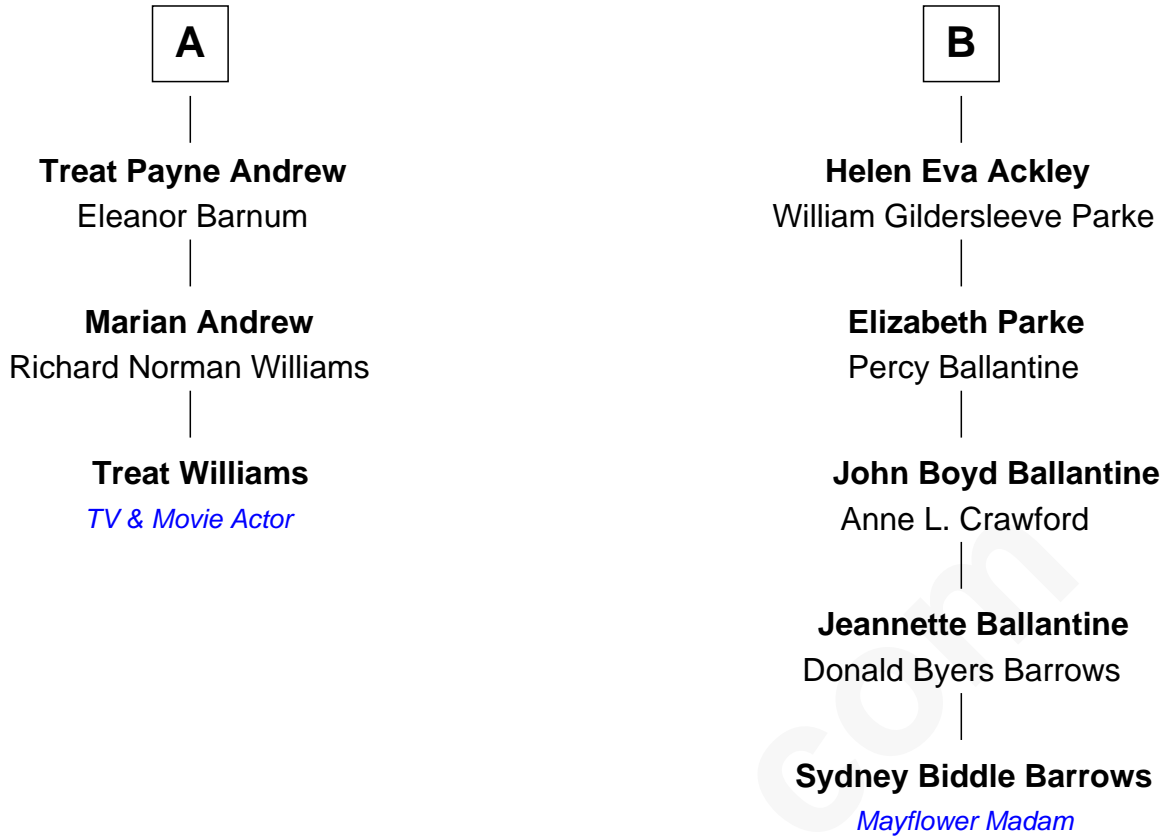 A
Treat Payne Andrew
Eleanor Barnum
Marian Andrew
Richard Norman Williams
Treat Williams
TV & Movie Actor
B
Helen Eva Ackley
William Gildersleeve Parke
Elizabeth Parke
Percy Ballantine
John Boyd Ballantine
Anne L. Crawford
Jeannette Ballantine
Donald Byers Barrows
Sydney Biddle Barrows
Mayflower Madam
com